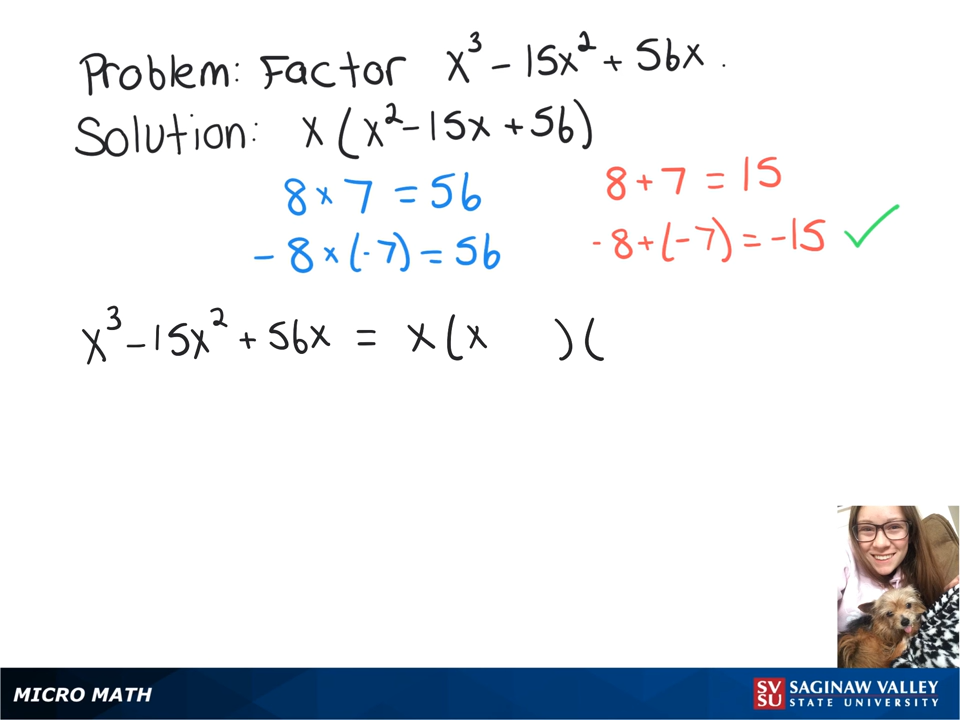 Problem: Factor x³ - 15x² + 56x .
Solution: x(x² - 15x + 56)
8 × 7 = 56
8 + 7 = 15
- 8 × (-7) = 56
- 8 + (-7) = -15 ✓
x³ - 15x² + 56x = x(x )(
MICRO MATH
SV SU SAGINAW VALLEY
STATE UNIVERSITY